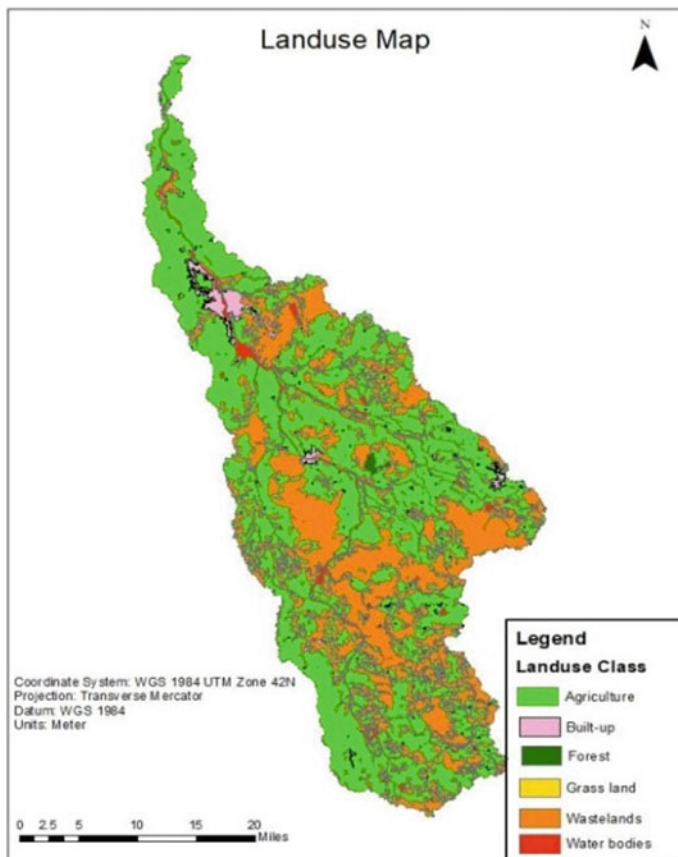 Landuse Map
N
Coordinate System: WGS 1984 UTM Zone 42N
Projection: Transverse Mercator
Datum: WGS 1984
Units: Meter
0 2.5 5 10 15 20
Miles
Legend
Landuse Class
Agriculture
Built-up
Forest
Grass land
Wastelands
Water bodies